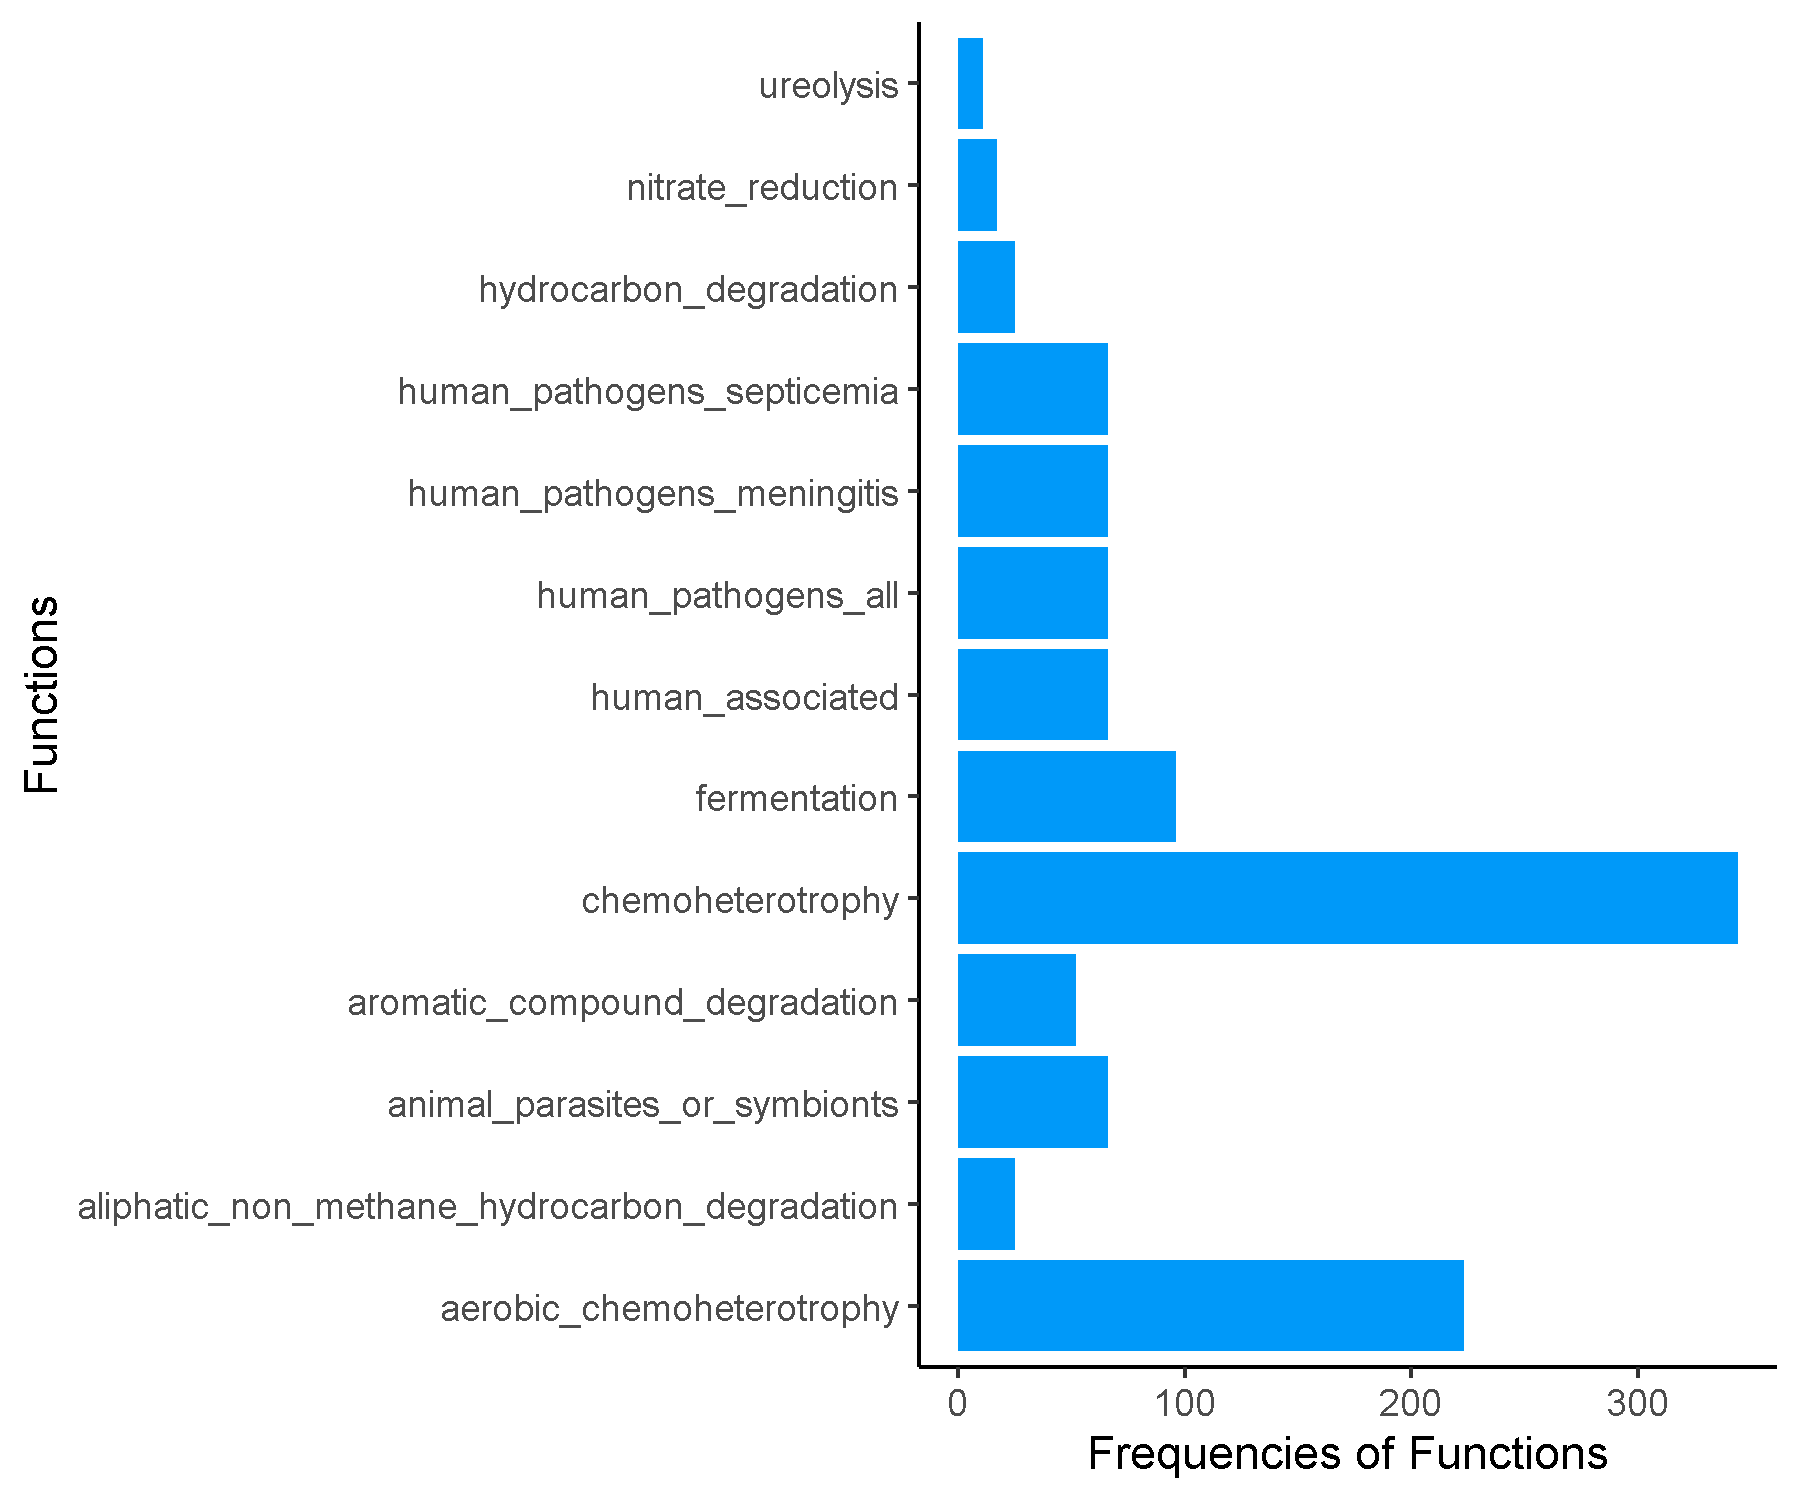 ureolysis
nitrate_reduction
hydrocarbon_degradation
human_pathogens_septicemia
human_pathogens_meningitis
human_pathogens_all
human_associated
fermentation
chemoheterotrophy
aromatic_compound_degradation
animal_parasites_or_symbionts
aliphatic_non_methane_hydrocarbon_degradation
aerobic_chemoheterotrophy
Functions
0 100 200 300
Frequencies of Functions